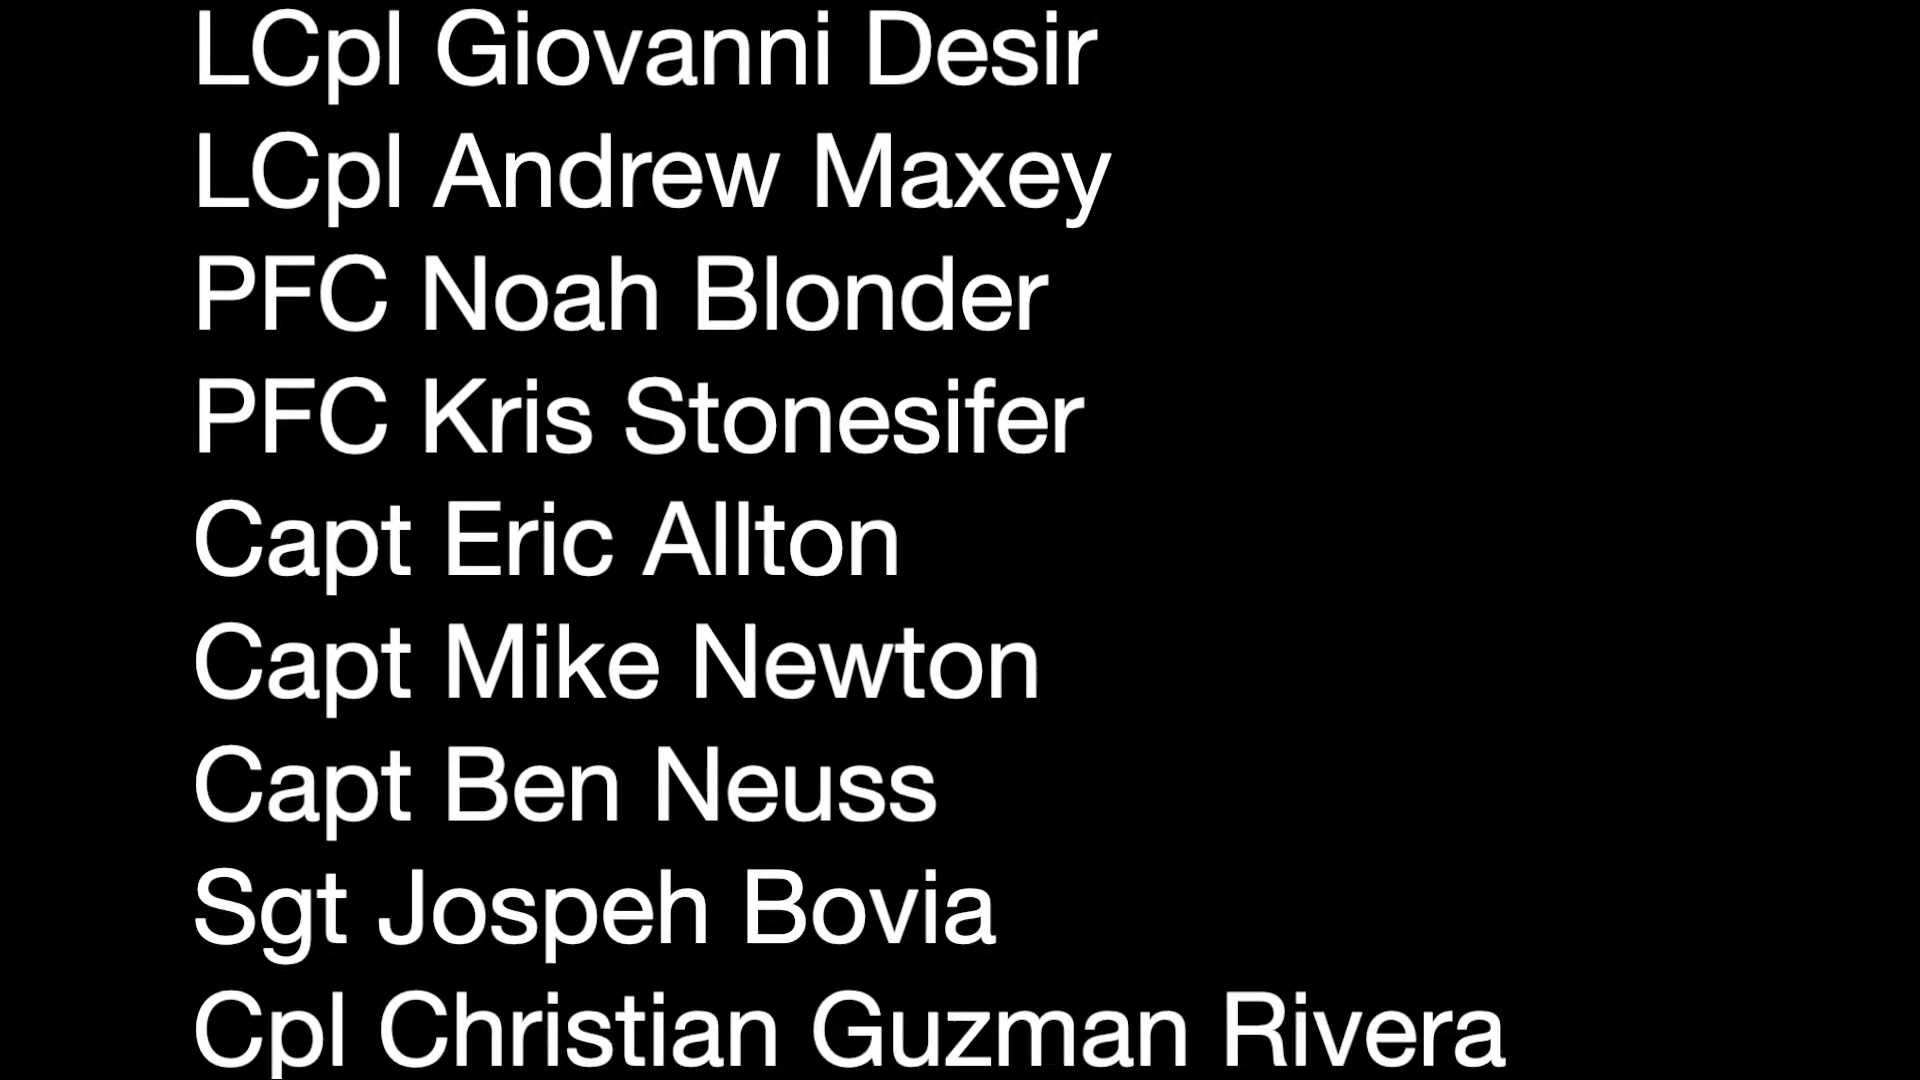 LCpl Giovanni Desir
LCpl Andrew Maxey
PFC Noah Blonder
PFC Kris Stonesifer
Capt Eric Allton
Capt Mike Newton
Capt Ben Neuss
Sgt Jospeh Bovia
Cpl Christian Guzman Rivera